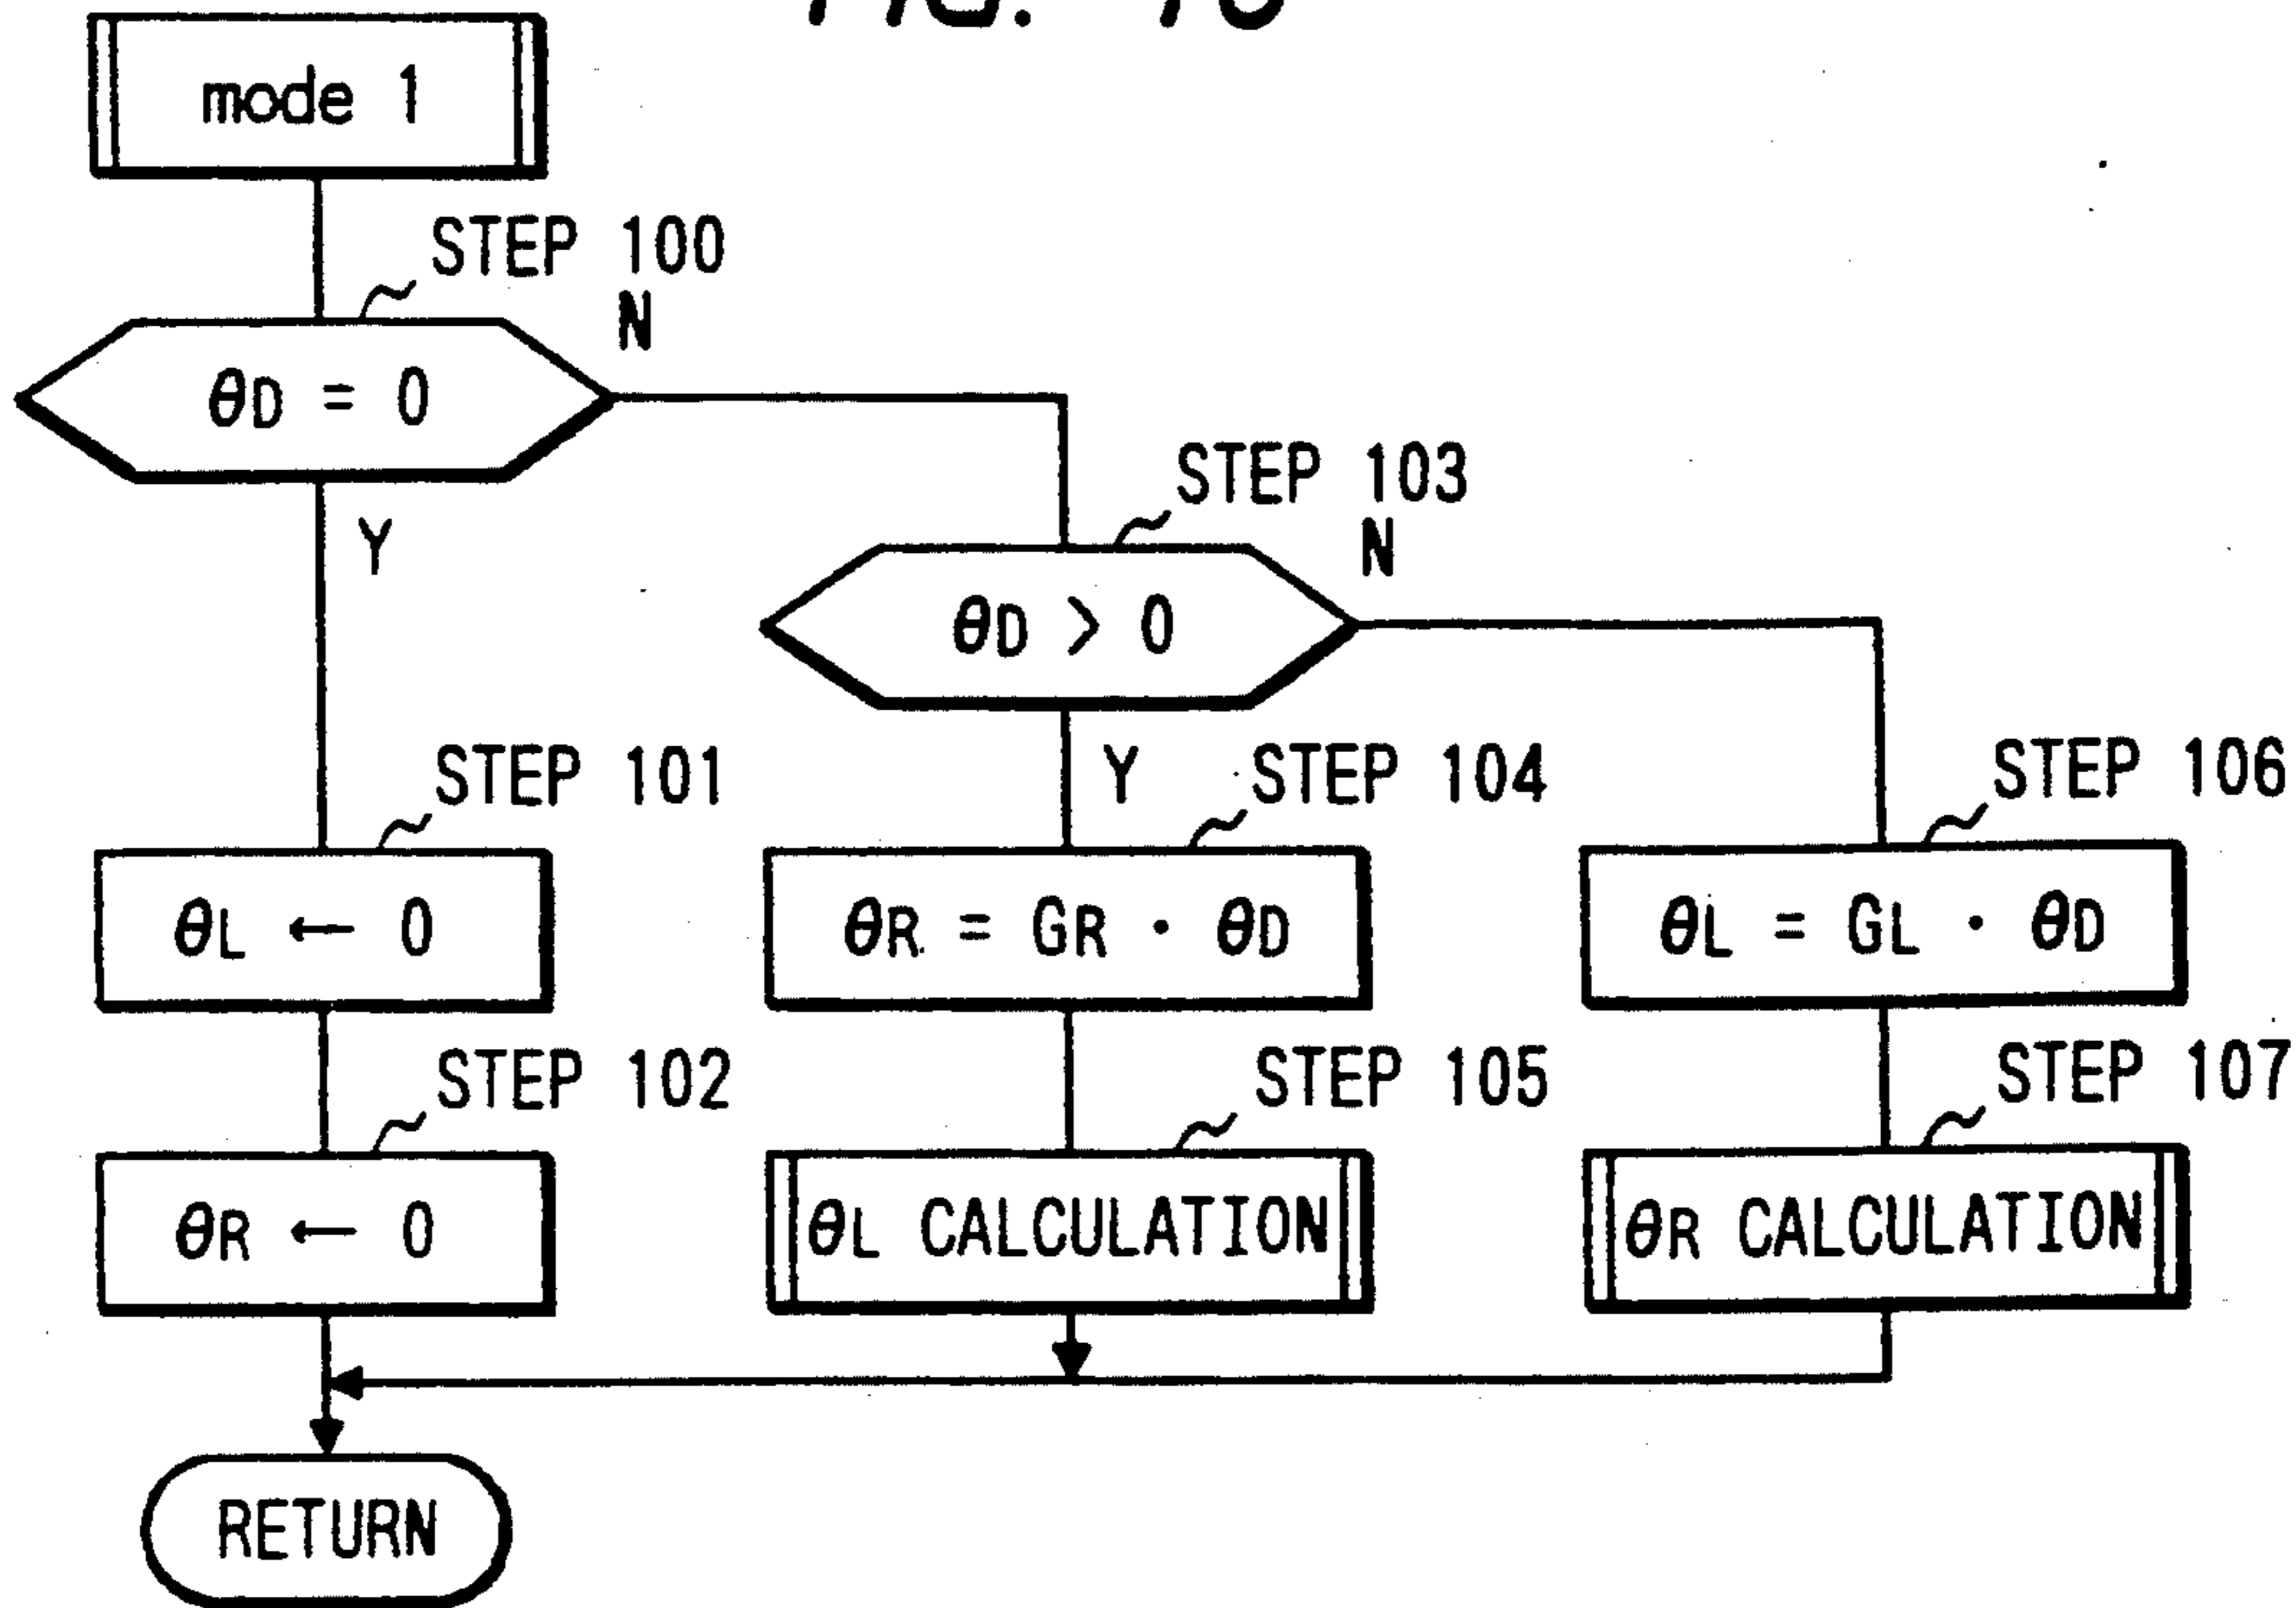 mode 1
STEP 100
N
θD = 0
Y
STEP 103
N
θD > 0
Y
STEP 101
θL ← 0
STEP 102
θR ← 0
STEP 104
θR = GR · θD
STEP 105
θL CALCULATION
STEP 106
θL = GL · θD
STEP 107
θR CALCULATION
RETURN